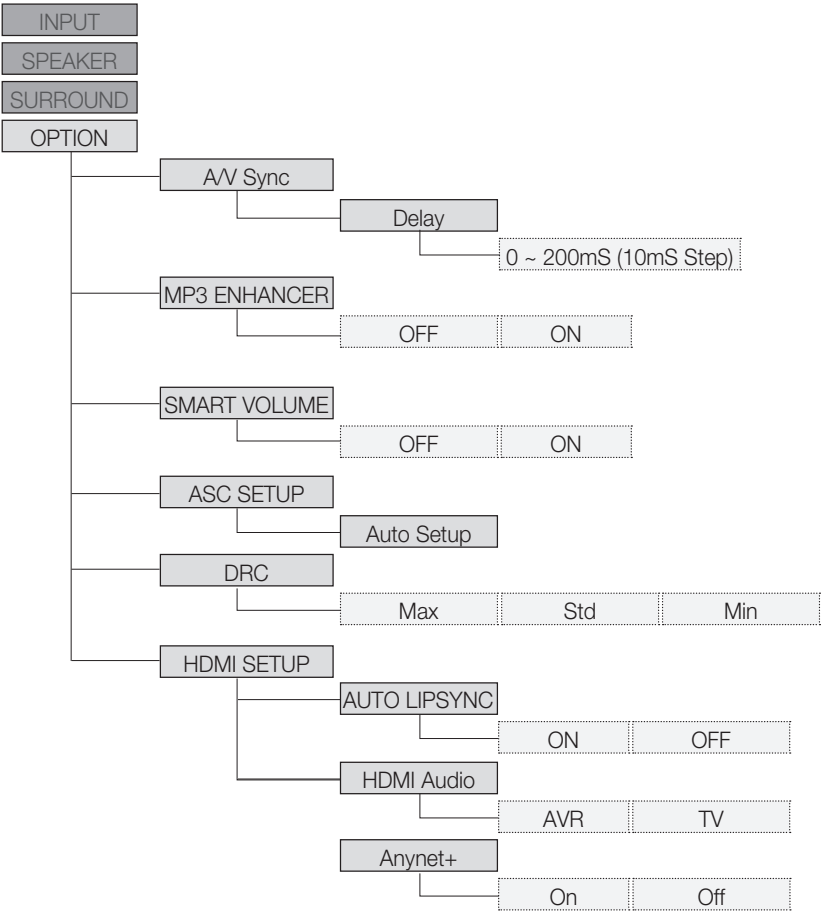 INPUT
SPEAKER
SURROUND
OPTION
A/V Sync
Delay
0 ~ 200mS (10mS Step)
MP3 ENHANCER
OFF ON
SMART VOLUME
OFF ON
ASC SETUP
Auto Setup
DRC
Max Std Min
HDMI SETUP
AUTO LIPSYNC
ON OFF
HDMI Audio
AVR TV
Anynet+
On Off